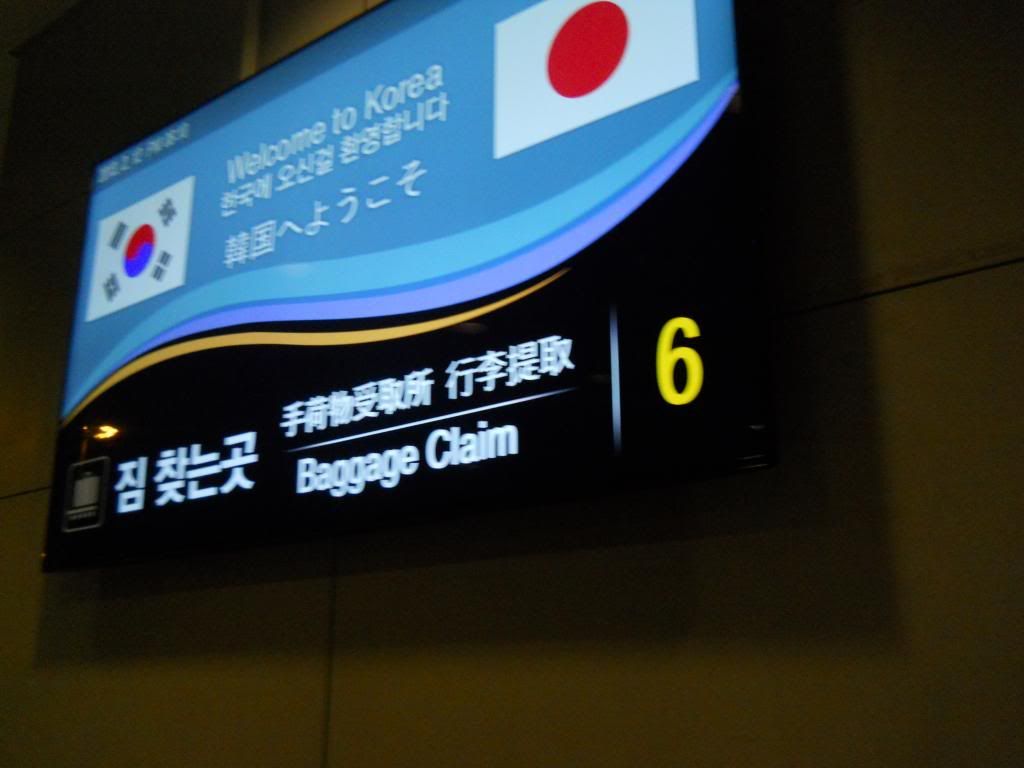 Welcome to Korea
한국에 오신걸 환영합니다
韓国へようこそ
짐 찾는곳
手荷物受取所 行李提取
Baggage Claim
6